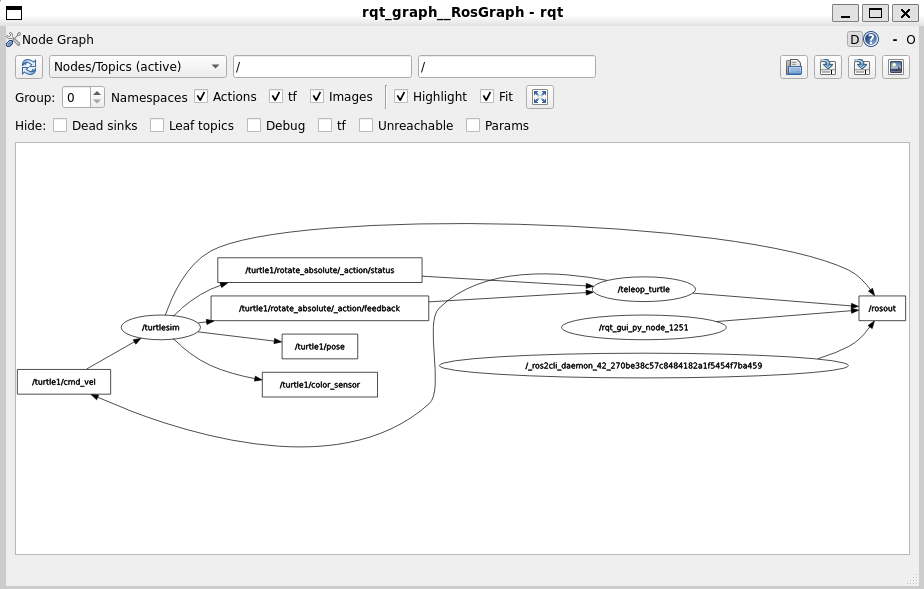 rqt_graph__RosGraph - rqt
Node Graph
D
- O
Nodes/Topics (active)
/
/
Group: 0 Namespaces Actions tf Images Highlight Fit
Hide: Dead sinks Leaf topics Debug tf Unreachable Params
/turtle1/rotate_absolute/_action/status
/teleop_turtle
/turtle1/rotate_absolute/_action/feedback
/rosout
/turtlesim
/rqt_gui_py_node_1251
/turtle1/pose
/_ros2cli_daemon_42_270be38c57c8484182a1f5454f7ba459
/turtle1/cmd_vel
/turtle1/color_sensor